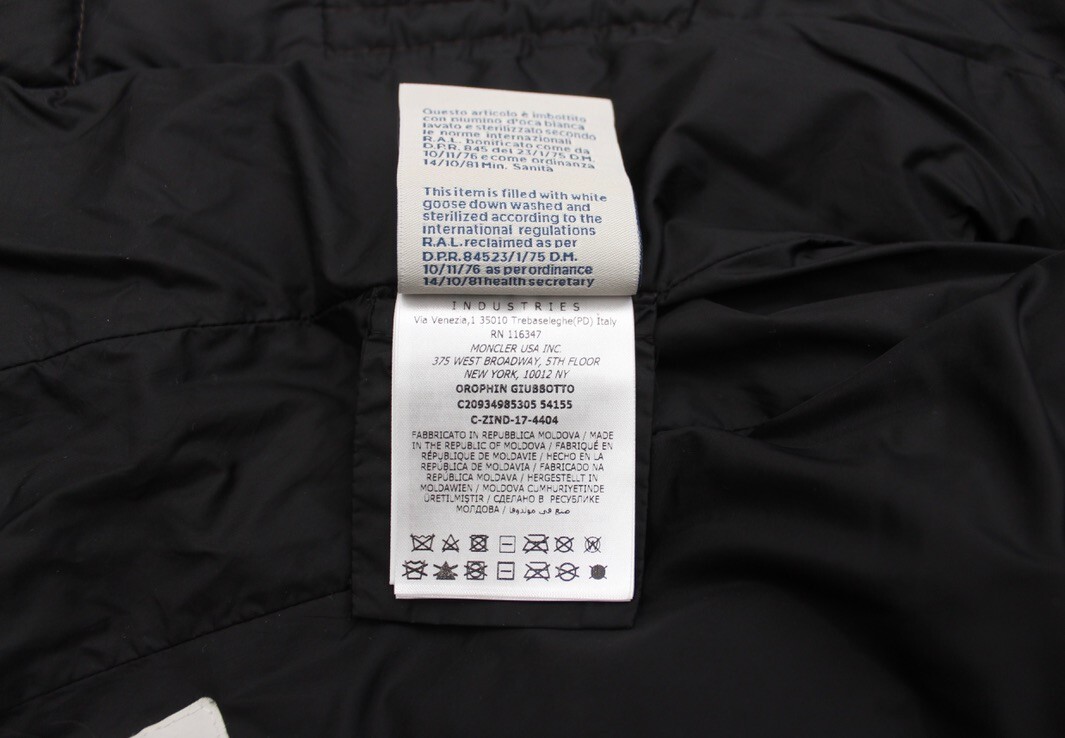 Questo articolo è imbottito
con piumino d'oca bianca
lavato e sterilizzato secondo
le norme internazionali
R.A.L. bonificato come da
D.P.R. 845 del 23/1/75 D.M.
10/11/76 e come ordinanza
14/10/81 Min. Sanità
This item is filled with white
goose down washed and
sterilized according to the
international regulations
R.A.L. reclaimed as per
D.P.R. 84523/1/75 D.M.
10/11/76 as per ordinance
14/10/81 health secretary
INDUSTRIES
Via Venezia,1 35010 Trebaseleghe(PD) Italy
RN 116347
MONCLER USA INC.
375 WEST BROADWAY, 5TH FLOOR
NEW YORK, 10012 NY
OROPHIN GIUBBOTTO
C20934985305 54155
C-ZIND-17-4404
FABBRICATO IN REPUBBLICA MOLDOVA / MADE
IN THE REPUBLIC OF MOLDOVA / FABRIQUÉ EN
RÉPUBLIQUE DE MOLDAVIE / HECHO EN LA
REPÚBLICA DE MOLDAVIA / FABRICADO NA
REPÚBLICA MOLDAVA / HERGESTELLT IN
MOLDAWIEN / MOLDOVA CUMHURIYETINDE
ÜRETILMIŞTIR / СДЕЛАНО В РЕСПУБЛИКЕ
МОЛДОВА / صنع في مولدوفا